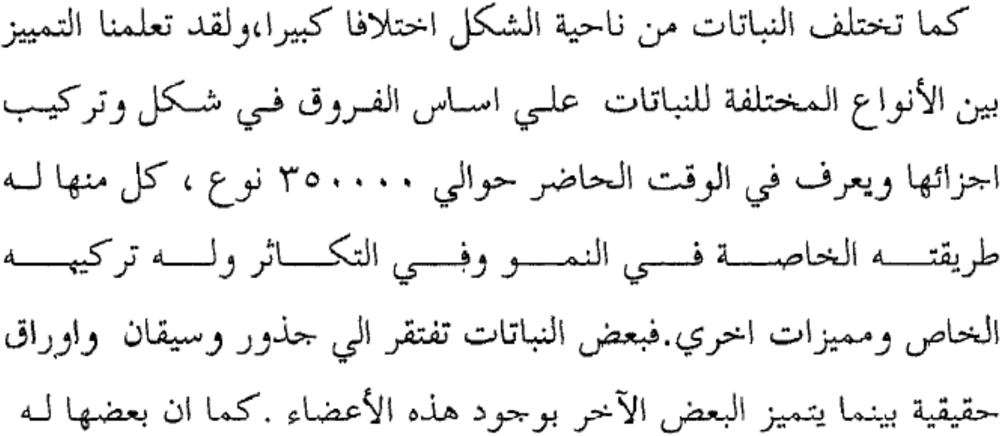 كما تختلف النباتات من ناحية الشكل اختلافا كبيرا،ولقد تعلمنا التمييز
بين الأنواع المختلفة للنباتات علي اساس الفروق في شكل وتركيب
اجزائها ويعرف في الوقت الحاضر حوالي ٣٥٠٠٠٠ نوع ، كل منها له
طريقته الخاصة في النمو وفي التكاثر وله تركيبه
الخاص ومميزات اخري.فبعض النباتات تفتقر الي جذور وسيقان واوراق
حقيقية بينما يتميز البعض الآخر بوجود هذه الأعضاء .كما ان بعضها له